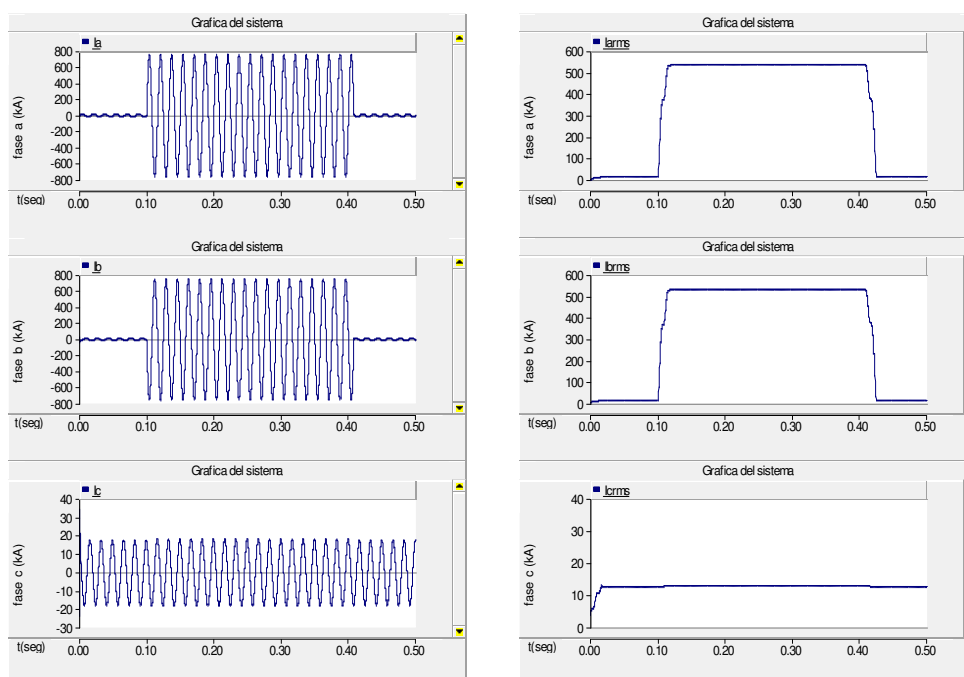 Grafica del sistema
Ia
fase a (kA)
800
600
400
200
0
-200
-400
-600
-800
t(seg) 0.00 0.10 0.20 0.30 0.40 0.50
Grafica del sistema
Iarms
fase a (kA)
600
500
400
300
200
100
0
t(seg) 0.00 0.10 0.20 0.30 0.40 0.50
Grafica del sistema
Ib
fase b (kA)
800
600
400
200
0
-200
-400
-600
-800
t(seg) 0.00 0.10 0.20 0.30 0.40 0.50
Grafica del sistema
Ibrms
fase b (kA)
600
500
400
300
200
100
0
t(seg) 0.00 0.10 0.20 0.30 0.40 0.50
Grafica del sistema
Ic
fase c (kA)
40
30
20
10
0
-10
-20
-30
t(seg) 0.00 0.10 0.20 0.30 0.40 0.50
Grafica del sistema
Icrms
fase c (kA)
40
30
20
10
0
t(seg) 0.00 0.10 0.20 0.30 0.40 0.50